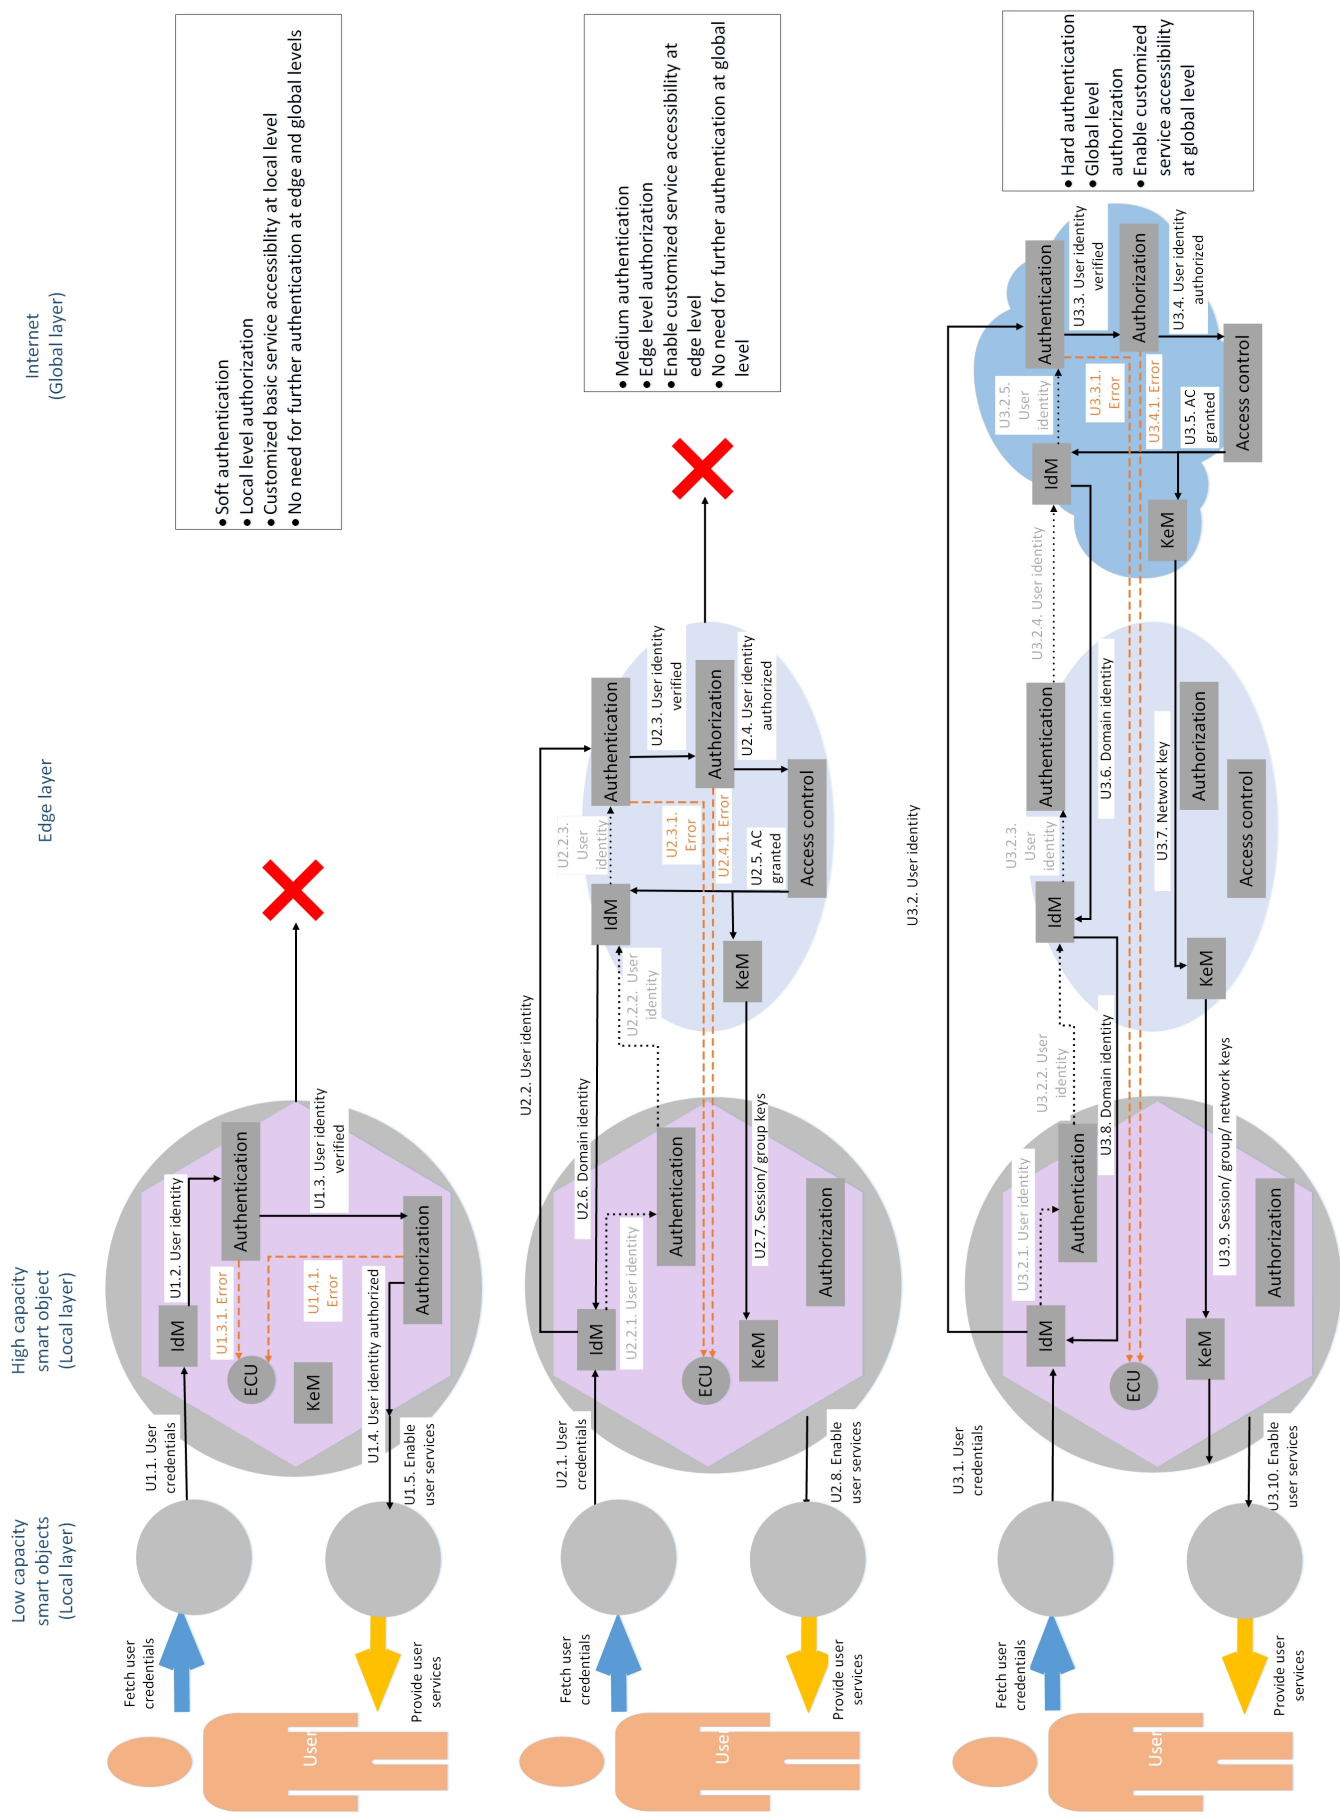 Low capacity
smart objects
(Local layer)
High capacity
smart object
(Local layer)
Edge layer
Internet
(Global layer)
User
Fetch user
credentials
Provide user
services
U1.1. User
credentials
IdM
U1.2. User identity
Authentication
U1.3. User identity
verified
U1.3.1. Error
U1.4.1.
Error
ECU
KeM
Authorization
U1.4. User identity authorized
U1.5. Enable
user services
• Soft authentication
• Local level authorization
• Customized basic service accessiblity at local level
• No need for further authentication at edge and global levels
User
Fetch user
credentials
Provide user
services
U2.1. User
credentials
IdM
U2.2. User identity
U2.6. Domain identity
U2.2.1. User identity
Authentication
U2.2.2. User
identity
ECU
KeM
U2.7. Session/ group keys
Authorization
U2.8. Enable
user services
IdM
U2.2.3.
User
identity
Authentication
U2.3. User identity
verified
U2.3.1.
Error
Authorization
U2.4.1. Error
U2.4. User identity
authorized
U2.5. AC
granted
KeM
Access control
• Medium authentication
• Edge level authorization
• Enable customized service accessibility at
edge level
• No need for further authentication at global
level
User
Fetch user
credentials
Provide user
services
U3.1. User
credentials
IdM
U3.2. User identity
U3.2.1. User identity
Authentication
U3.2.2. User
identity
U3.8. Domain identity
ECU
KeM
U3.9. Session/ group/ network keys
Authorization
U3.10. Enable
user services
IdM
U3.2.3.
User
identity
Authentication
U3.2.4. User identity
U3.6. Domain identity
U3.7. Network key
KeM
Authorization
Access control
IdM
U3.2.5.
User
identity
Authentication
U3.3. User identity
verified
U3.3.1.
Error
Authorization
U3.4.1. Error
U3.4. User identity
authorized
U3.5. AC
granted
KeM
Access control
• Hard authentication
• Global level
authorization
• Enable customized
service accessibility
at global level